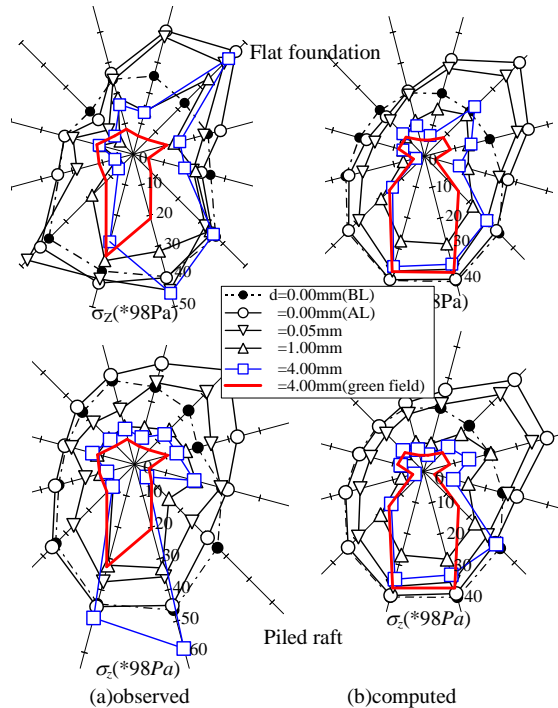 Flat foundation
0
10
20
30
40
50
σZ(*98Pa)
0
10
20
30
40
8Pa)
d=0.00mm(BL)
=0.00mm(AL)
=0.05mm
=1.00mm
=4.00mm
=4.00mm(green field)
0
10
20
30
40
50
60
σz(*98Pa)
0
10
20
30
40
σz(*98Pa)
Piled raft
(a)observed
(b)computed